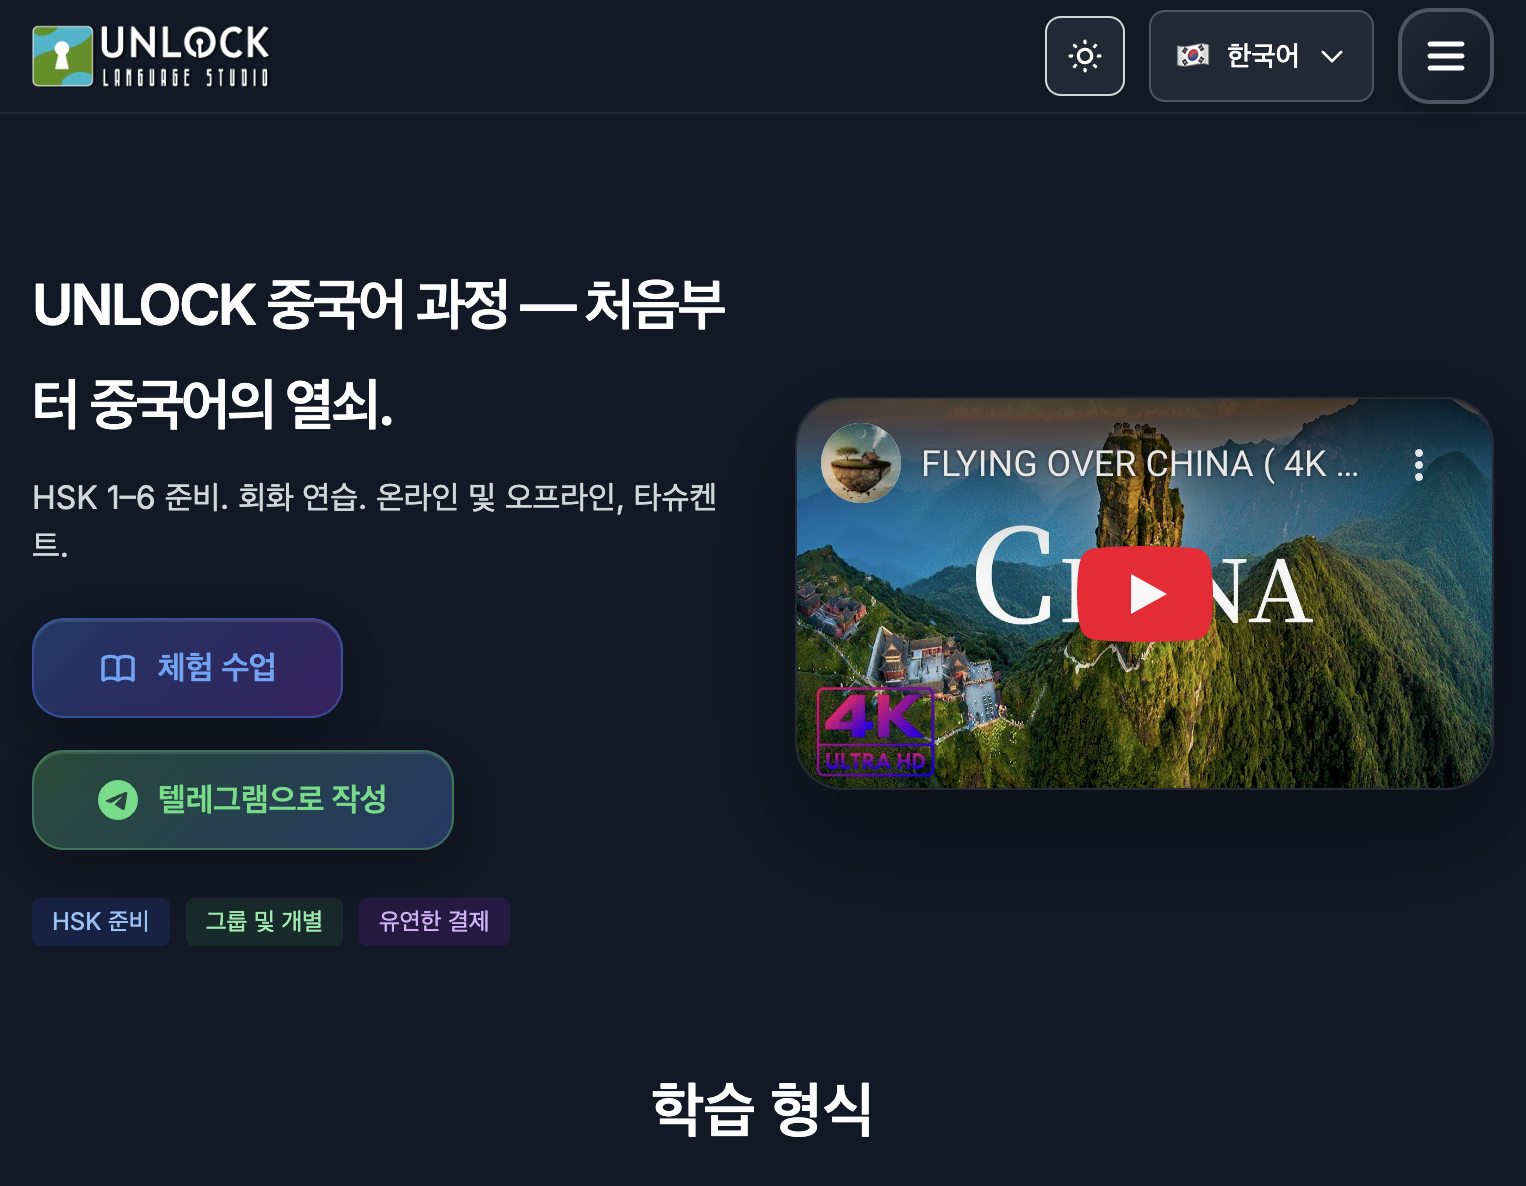 UNLOCK
LANGUAGE STUDIO
한국어
UNLOCK 중국어 과정 — 처음부
터 중국어의 열쇠.
HSK 1–6 준비. 회화 연습. 온라인 및 오프라인, 타슈켄
트.
体험 수업
텔레그램으로 작성
HSK 준비
그룹 및 개별
유연한 결제
FLYING OVER CHINA ( 4K ...
4K
ULTRA HD
학습 형식